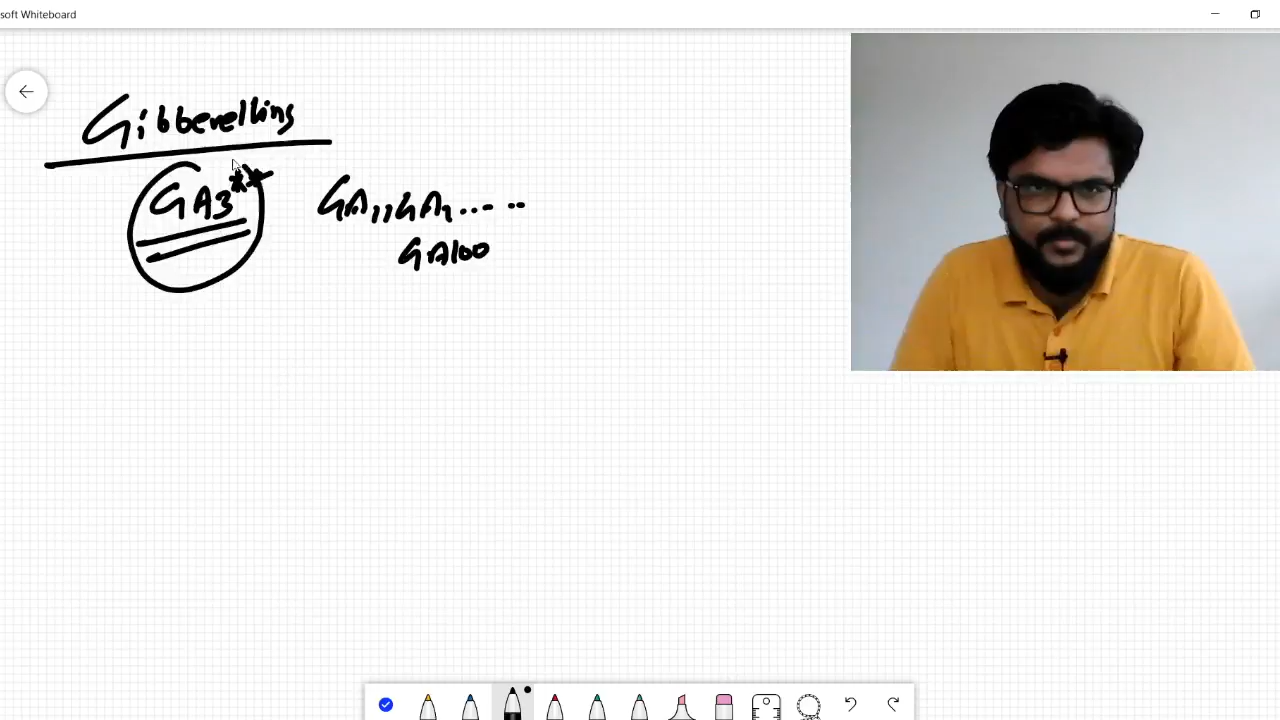 soft Whiteboard
Gibberellins
GA3**
GA1, GA2.....
GA100